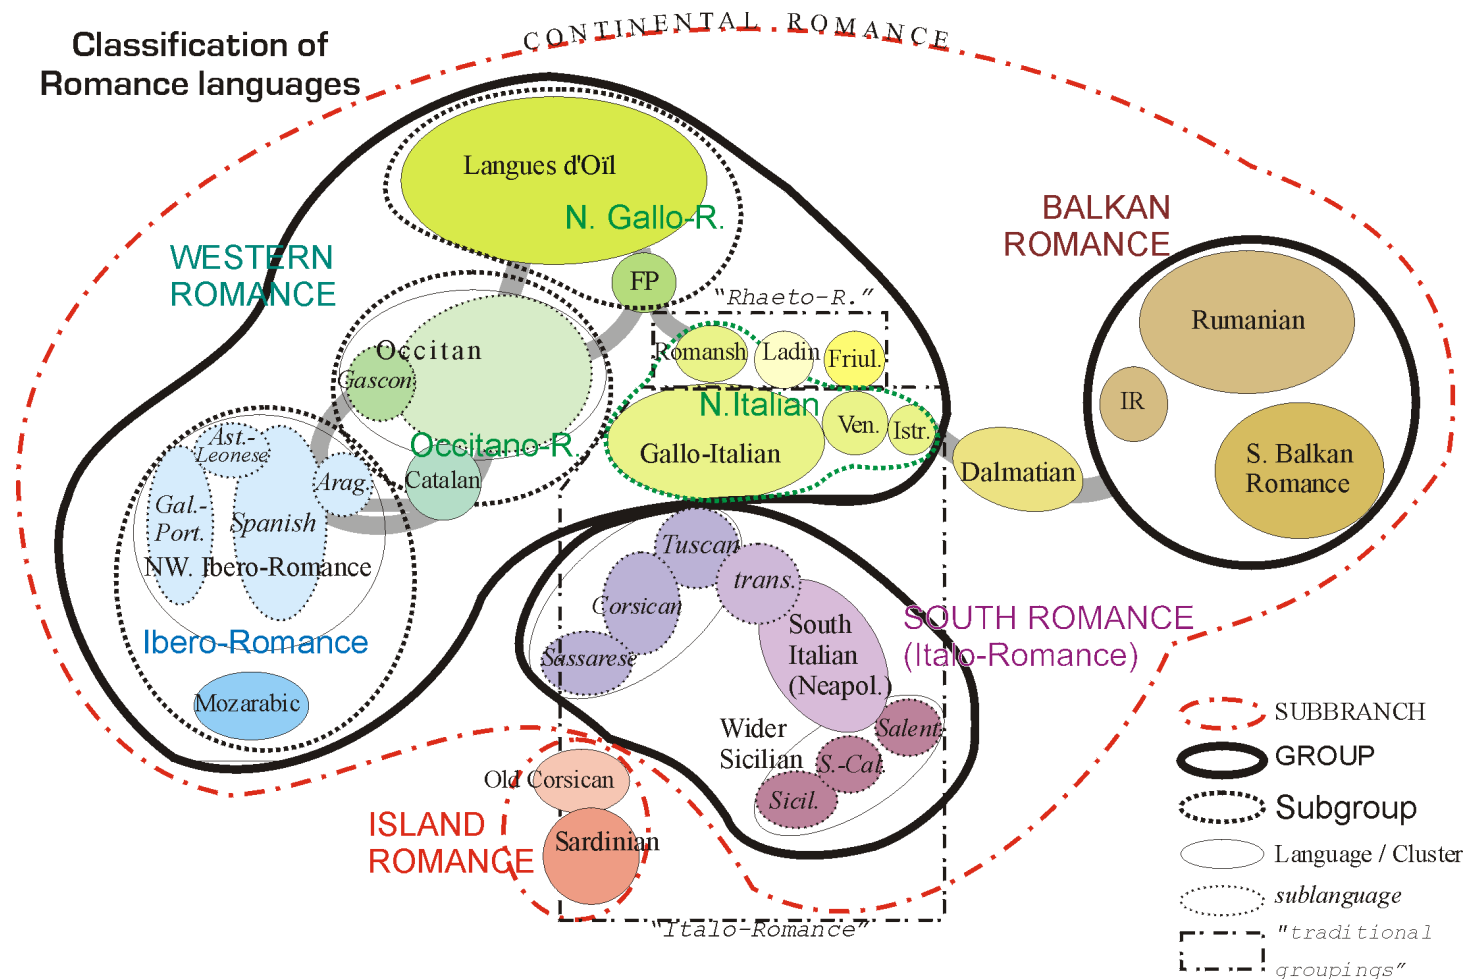 Classification of
Romance languages
CONTINENTAL ROMANCE
Langues d'Oïl
N. Gallo-R.
WESTERN
ROMANCE
FP
"Rhaeto-R."
BALKAN
ROMANCE
Rumanian
IR
S. Balkan
Romance
Occitan
Gascon.
Occitano-R.
Catalan
Romansh
Ladin
Friul.
N.Italian
Gallo-Italian
Ven.
Istr.
Dalmatian
Ast.-
Leonese
Arag.
Gal.-
Port.
Spanish
NW. Ibero-Romance
Ibero-Romance
Mozarabic
Tuscan
trans.
Corsican
Sassarese
South
Italian
(Neapol.)
SOUTH ROMANCE
(Italo-Romance)
Wider
Sicilian
Salent.
S.-Cal.
Sicil.
Old Corsican
Sardinian
ISLAND
ROMANCE
"Italo-Romance"
SUBBRANCH
GROUP
Subgroup
Language / Cluster
sublanguage
"traditional
groupings"